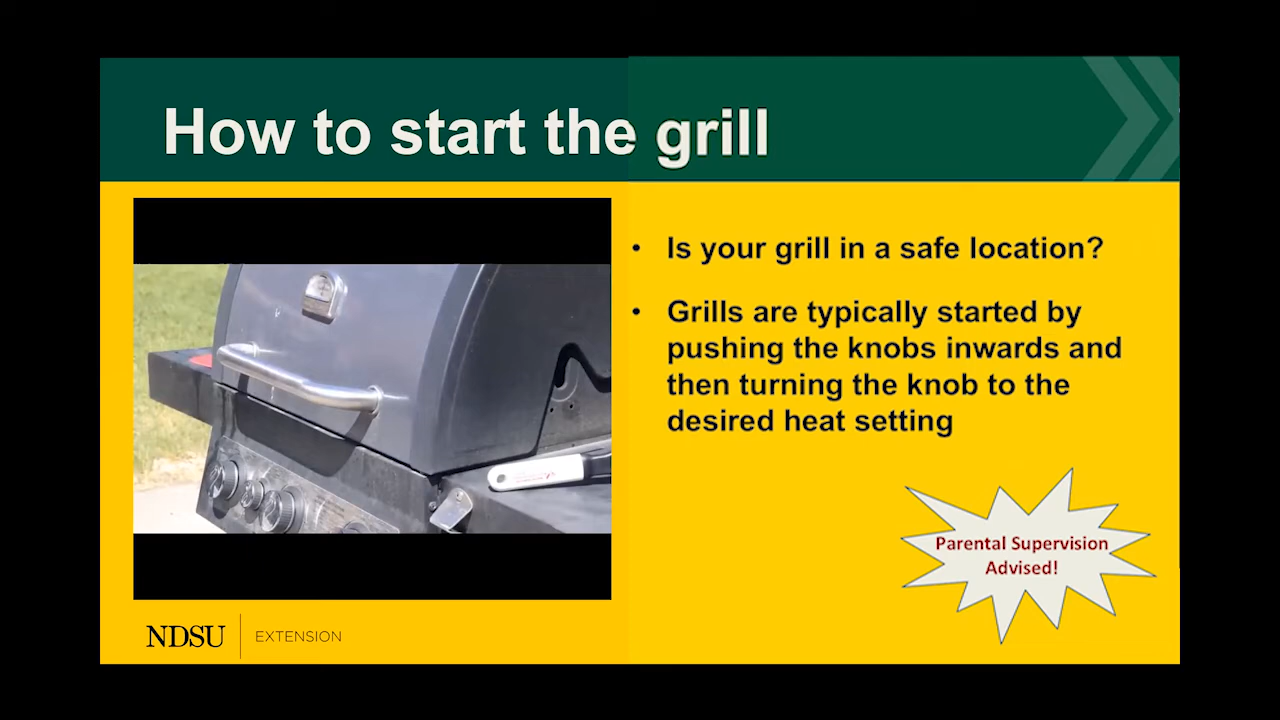 How to start the grill
• Is your grill in a safe location?
• Grills are typically started by
pushing the knobs inwards and
then turning the knob to the
desired heat setting
Parental Supervision
Advised!
NDSU EXTENSION